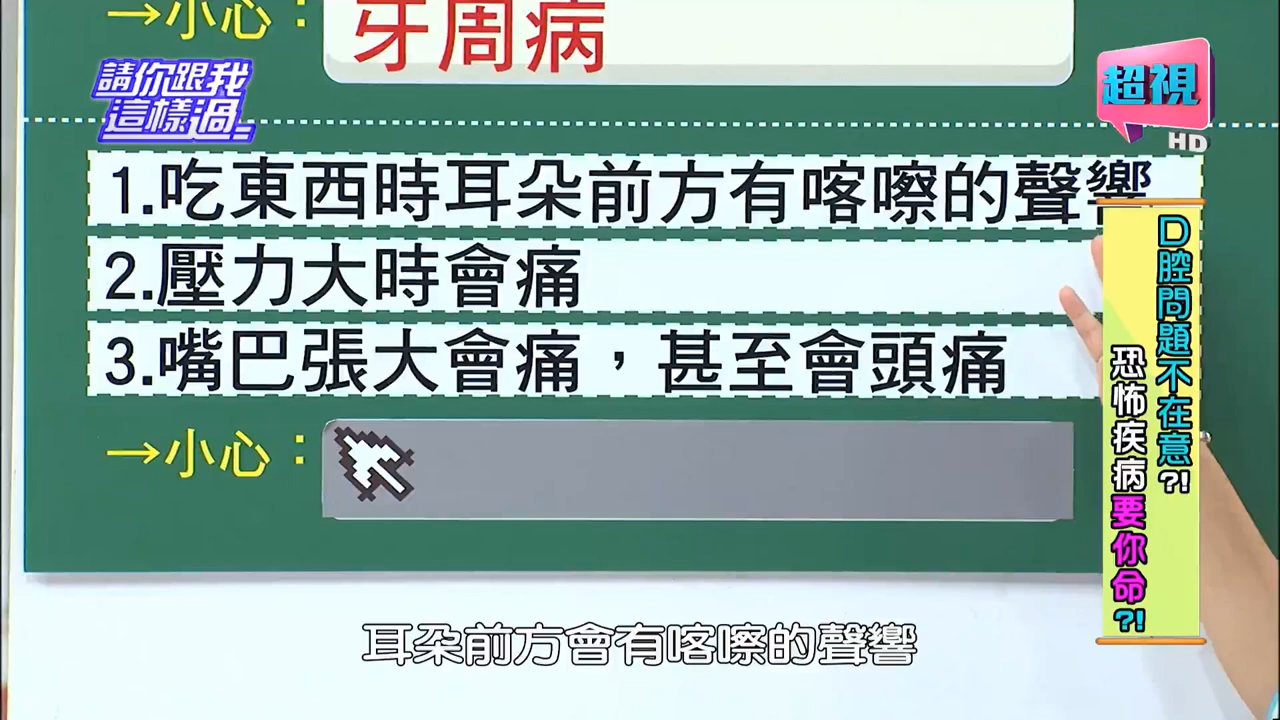 →小心：牙周病
請你跟我
這樣過
超視
HD
1.吃東西時耳朵前方有喀嚓的聲響
2.壓力大時會痛
3.嘴巴張大會痛，甚至會頭痛
→小心：
D腔問題不在意?!
恐怖疾病要你命?!
耳朵前方會有喀嚓的聲響